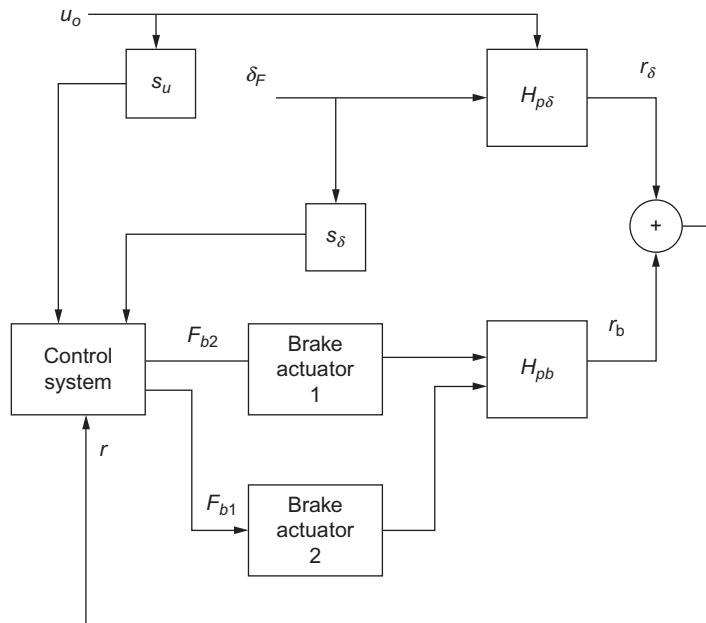 u_o
s_u
δ_F
H_pδ
r_δ
s_δ
+
Control
system
F_b2
Brake
actuator
1
H_pb
r_b
r
F_b1
Brake
actuator
2